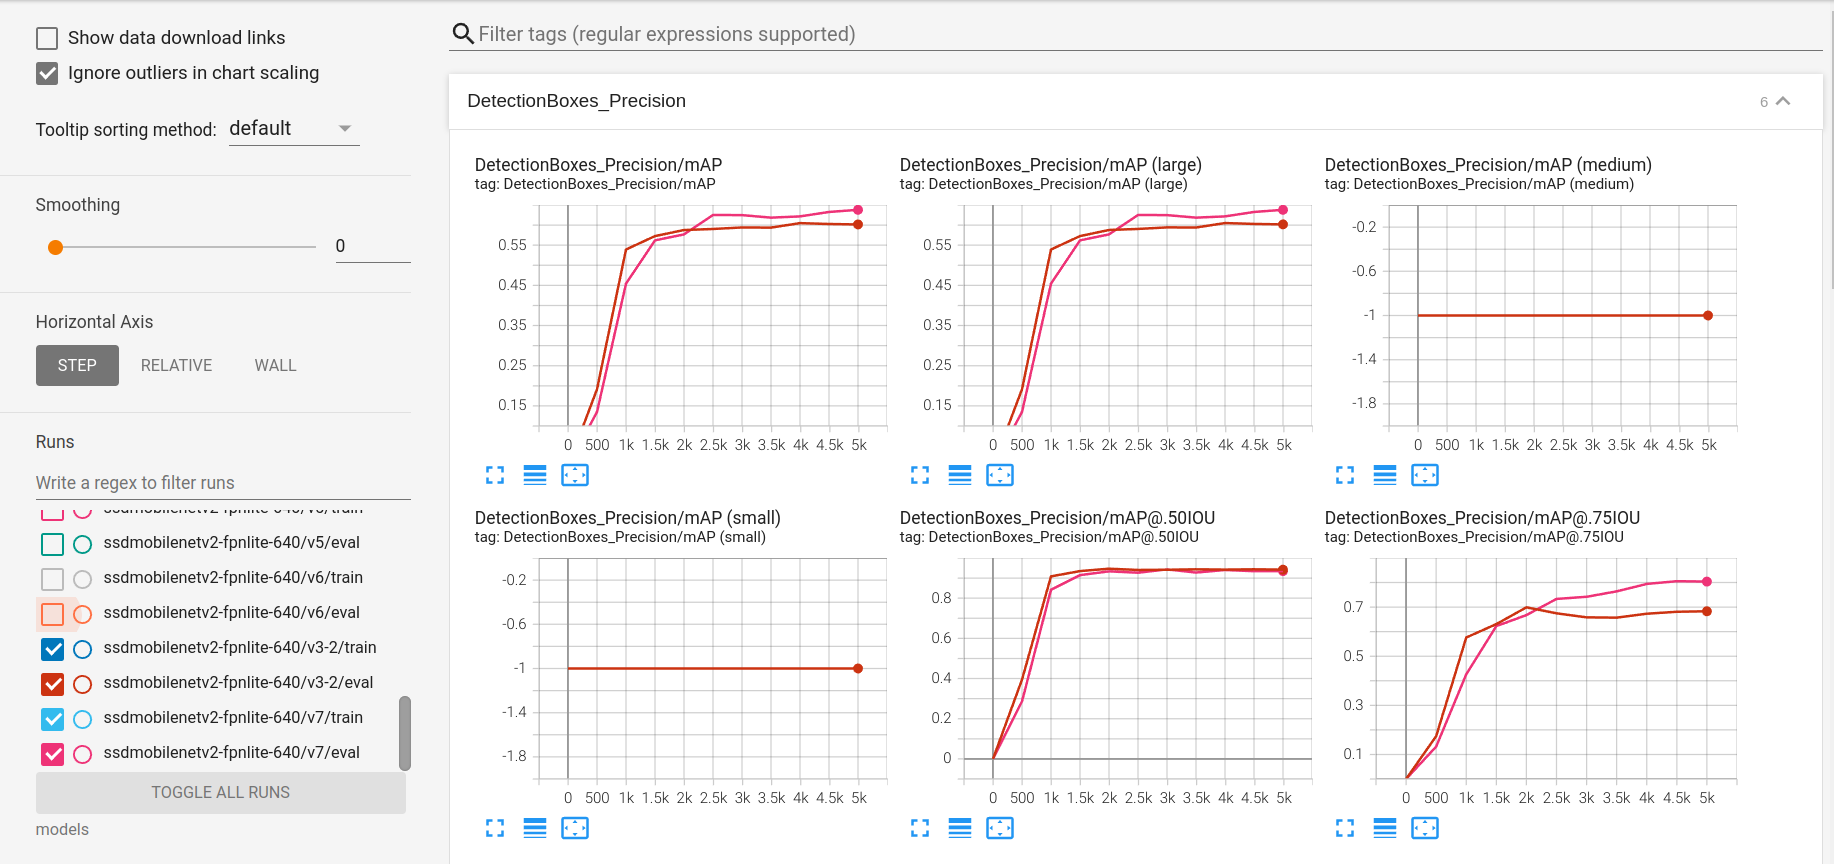 Show data download links
Ignore outliers in chart scaling
Tooltip sorting method: default
Smoothing
0
Horizontal Axis
STEP RELATIVE WALL
Runs
Write a regex to filter runs
ssdmobilenetv2-fpnlite-640/v5/eval
ssdmobilenetv2-fpnlite-640/v6/train
ssdmobilenetv2-fpnlite-640/v6/eval
ssdmobilenetv2-fpnlite-640/v3-2/train
ssdmobilenetv2-fpnlite-640/v3-2/eval
ssdmobilenetv2-fpnlite-640/v7/train
ssdmobilenetv2-fpnlite-640/v7/eval
TOGGLE ALL RUNS
models
Filter tags (regular expressions supported)
DetectionBoxes_Precision 6
DetectionBoxes_Precision/mAP
tag: DetectionBoxes_Precision/mAP
0.55
0.45
0.35
0.25
0.15
0 500 1k 1.5k 2k 2.5k 3k 3.5k 4k 4.5k 5k
DetectionBoxes_Precision/mAP (large)
tag: DetectionBoxes_Precision/mAP (large)
0.55
0.45
0.35
0.25
0.15
0 500 1k 1.5k 2k 2.5k 3k 3.5k 4k 4.5k 5k
DetectionBoxes_Precision/mAP (medium)
tag: DetectionBoxes_Precision/mAP (medium)
-0.2
-0.6
-1
-1.4
-1.8
0 500 1k 1.5k 2k 2.5k 3k 3.5k 4k 4.5k 5k
DetectionBoxes_Precision/mAP (small)
tag: DetectionBoxes_Precision/mAP (small)
-0.2
-0.6
-1
-1.4
-1.8
0 500 1k 1.5k 2k 2.5k 3k 3.5k 4k 4.5k 5k
DetectionBoxes_Precision/mAP@.50IOU
tag: DetectionBoxes_Precision/mAP@.50IOU
0.8
0.6
0.4
0.2
0
0 500 1k 1.5k 2k 2.5k 3k 3.5k 4k 4.5k 5k
DetectionBoxes_Precision/mAP@.75IOU
tag: DetectionBoxes_Precision/mAP@.75IOU
0.7
0.5
0.3
0.1
0 500 1k 1.5k 2k 2.5k 3k 3.5k 4k 4.5k 5k